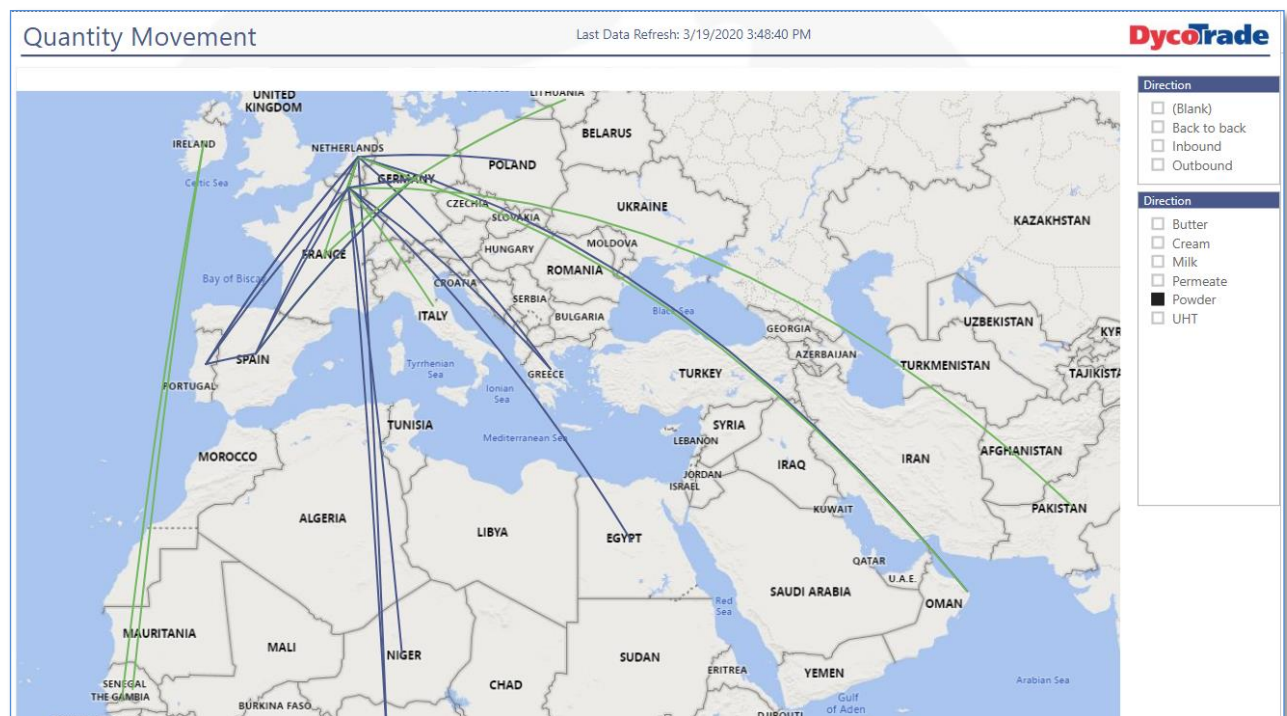 Quantity Movement
Last Data Refresh: 3/19/2020 3:48:40 PM
DycoTrade
Direction
(Blank)
Back to back
Inbound
Outbound
Direction
Butter
Cream
Milk
Permeate
Powder
UHT
UNITED
KINGDOM
LITHUANIA
IRELAND
NETHERLANDS
BELARUS
POLAND
Celtic Sea
GERMANY
CZECHIA
SLOVAKIA
UKRAINE
KAZAKHSTAN
FRANCE
HUNGARY
MOLDOVA
Bay of Biscay
ROMANIA
CROATIA
SERBIA
ITALY
BULGARIA
Black Sea
GEORGIA
UZBEKISTAN
KYR
AZERBAIJAN
SPAIN
PORTUGAL
Tyrrhenian
Sea
GREECE
TURKEY
TURKMENISTAN
TAJIKISTA
Ionian
Sea
TUNISIA
Mediterranean Sea
SYRIA
LEBANON
MOROCCO
IRAQ
IRAN
AFGHANISTAN
JORDAN
ISRAEL
KUWAIT
PAKISTAN
ALGERIA
LIBYA
EGYPT
QATAR
U.A.E.
SAUDI ARABIA
OMAN
Red
Sea
MAURITANIA
MALI
NIGER
SUDAN
ERITREA
YEMEN
Arabian Sea
SENEGAL
THE GAMBIA
CHAD
BURKINA FASO
Gulf
of Aden
DJIBOUTI